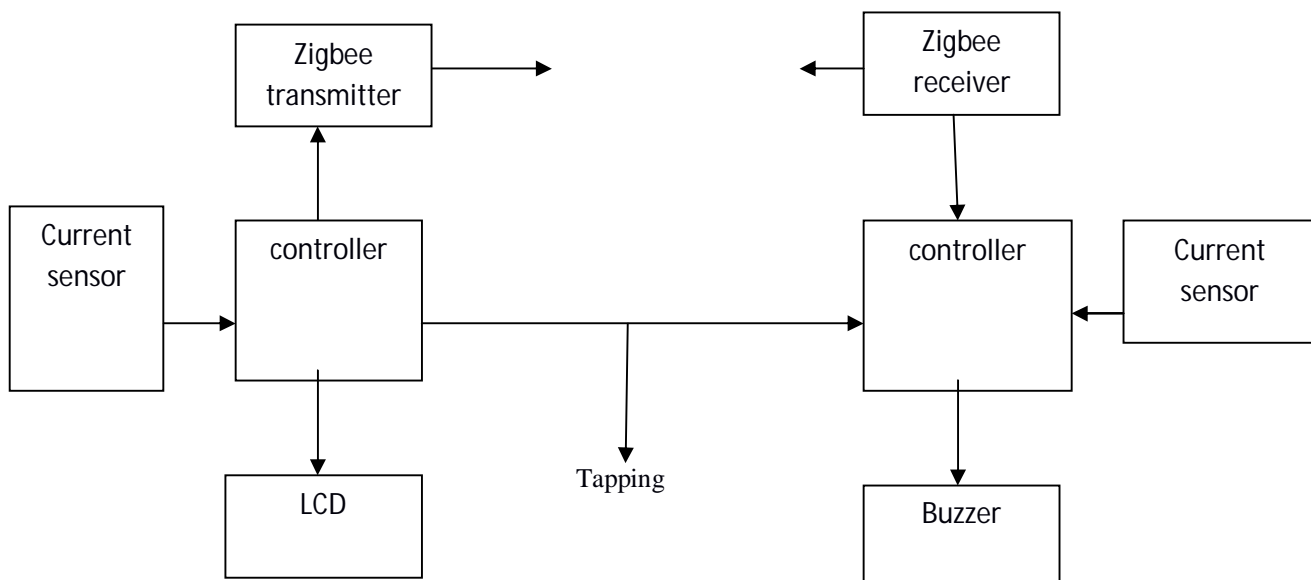 Zigbee
transmitter
Zigbee
receiver
Current
sensor
controller
controller
Current
sensor
Tapping
LCD
Buzzer